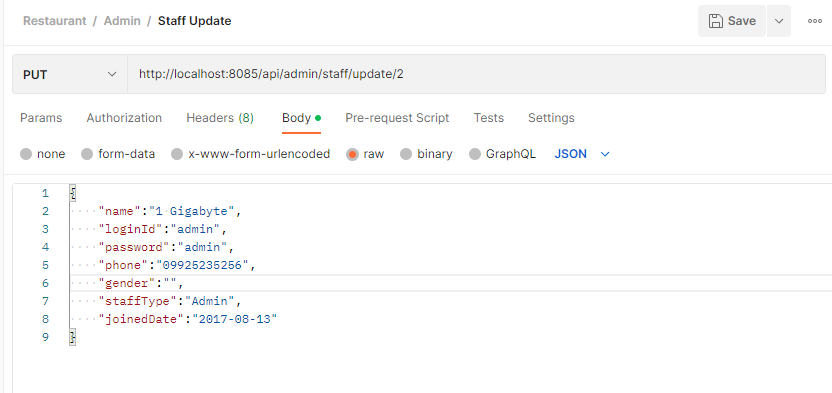 Restaurant / Admin / Staff Update Save
PUT http://localhost:8085/api/admin/staff/update/2
Params Authorization Headers (8) Body Pre-request Script Tests Settings
none form-data x-www-form-urlencoded raw binary GraphQL JSON
1 {
2 "name":"1 Gigabyte",
3 "loginId":"admin",
4 "password":"admin",
5 "phone":"09925235256",
6 "gender":"",
7 "staffType":"Admin",
8 "joinedDate":"2017-08-13"
9 }